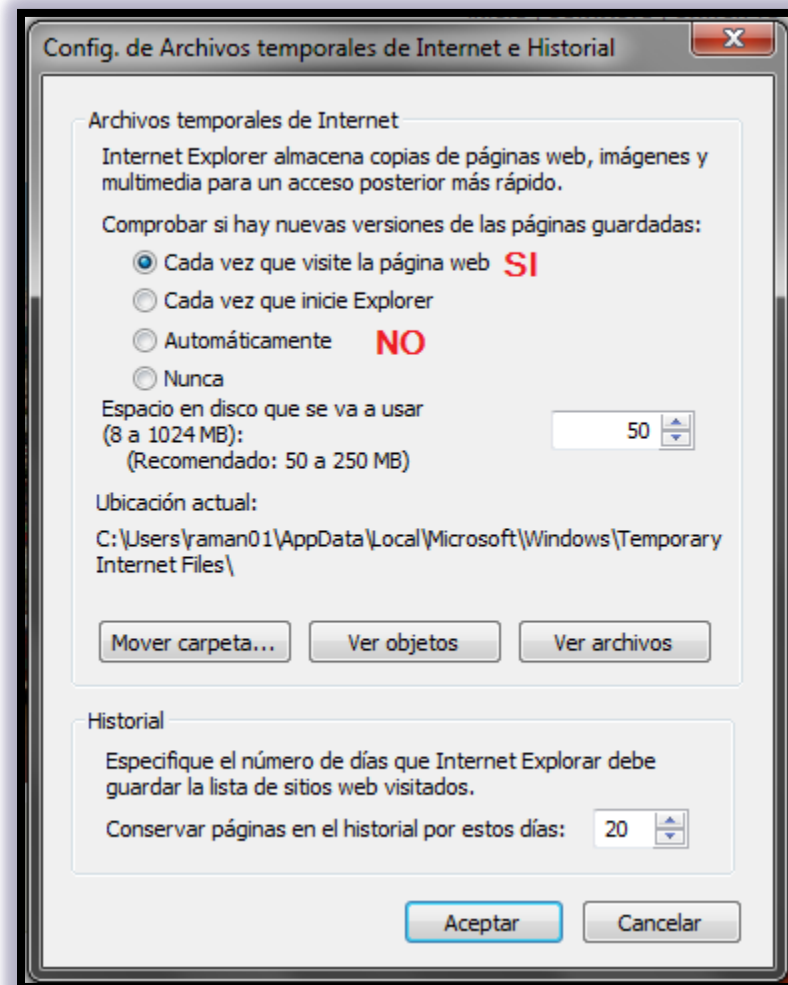 Config. de Archivos temporales de Internet e Historial
Archivos temporales de Internet
Internet Explorer almacena copias de páginas web, imágenes y
multimedia para un acceso posterior más rápido.
Comprobar si hay nuevas versiones de las páginas guardadas:
Cada vez que visite la página web SI
Cada vez que inicie Explorer
Automáticamente NO
Nunca
Espacio en disco que se va a usar
(8 a 1024 MB): 50
(Recomendado: 50 a 250 MB)
Ubicación actual:
C:\Users\raman01\AppData\Local\Microsoft\Windows\Temporary
Internet Files\
Mover carpeta... Ver objetos Ver archivos
Historial
Especifique el número de días que Internet Explorar debe
guardar la lista de sitios web visitados.
Conservar páginas en el historial por estos días: 20
Aceptar Cancelar